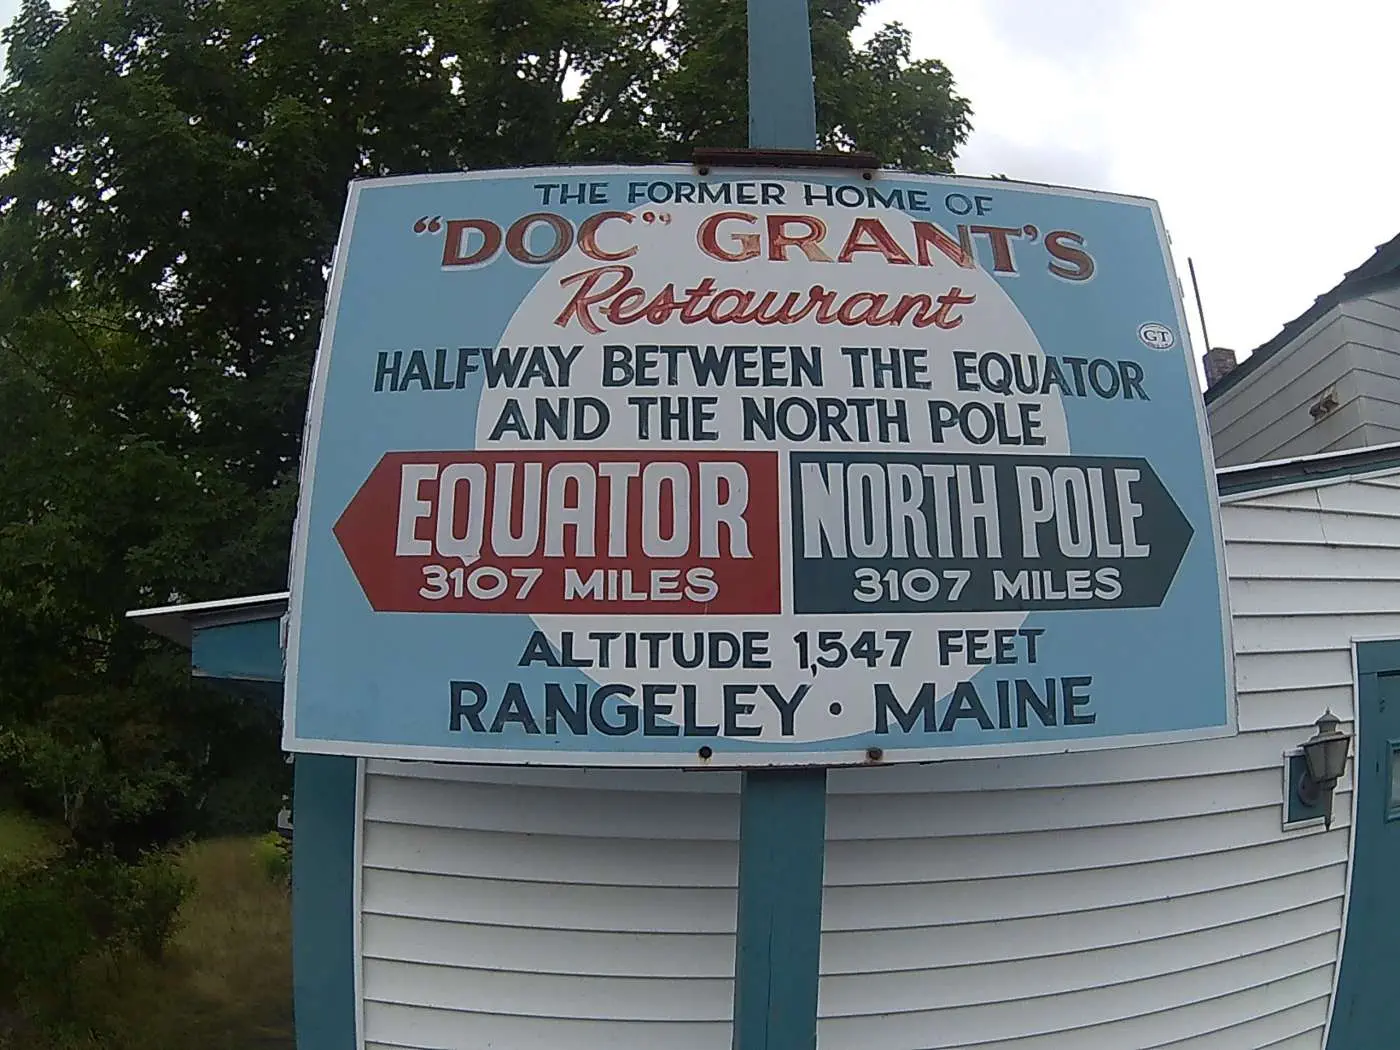 THE FORMER HOME OF
"DOC" GRANT'S
Restaurant
GT
HALFWAY BETWEEN THE EQUATOR
AND THE NORTH POLE
EQUATOR
3107 MILES
NORTH POLE
3107 MILES
ALTITUDE 1,547 FEET
RANGELEY · MAINE